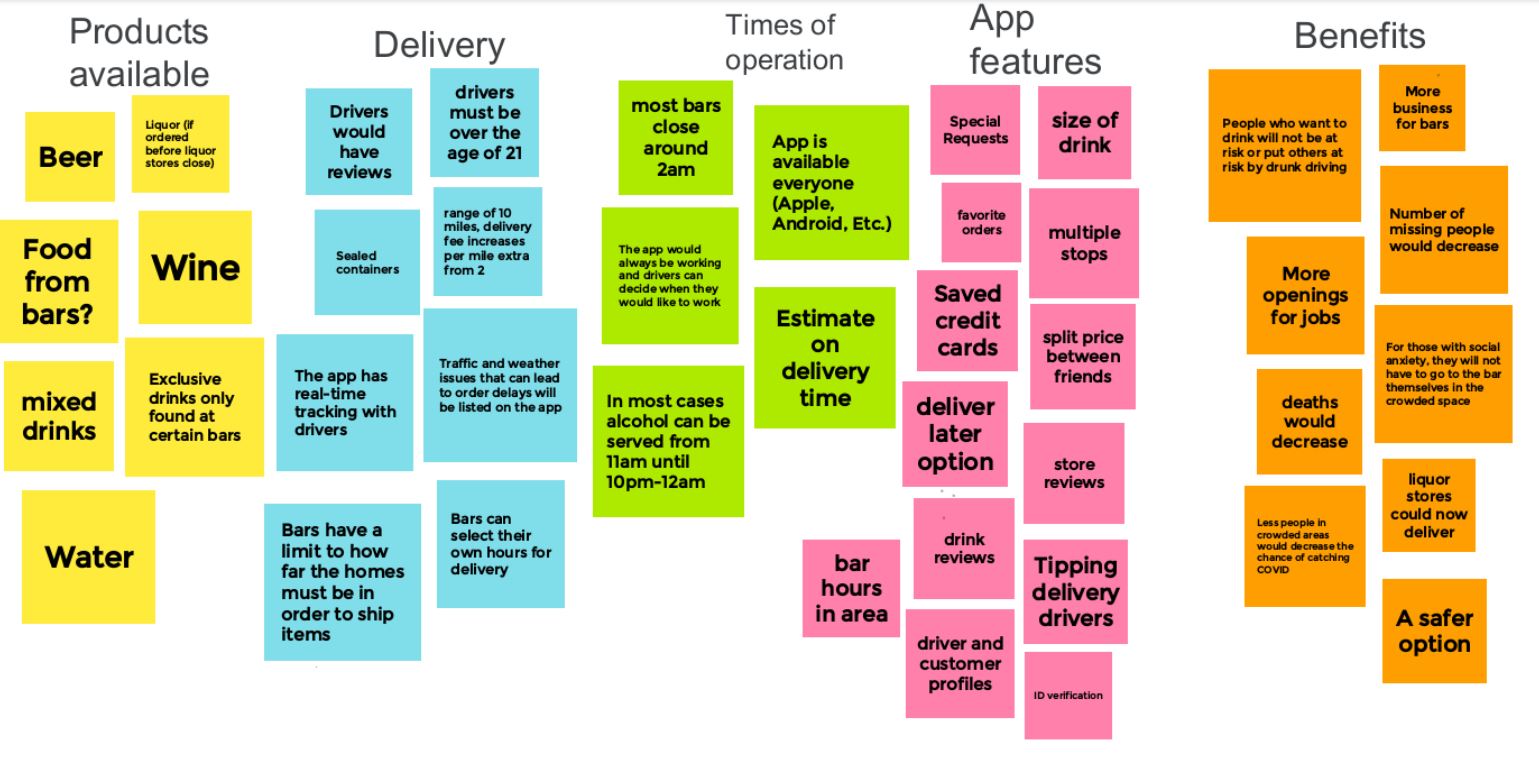 Products
available
Beer
Liquor (if
ordered
before liquor
stores close)
Food
from
bars?
Wine
mixed
drinks
Exclusive
drinks only
found at
certain bars
Water
Delivery
Drivers
would
have
reviews
drivers
must be
over the
age of 21
Sealed
containers
range of 10
miles, delivery
fee increases
per mile extra
from 2
The app has
real-time
tracking with
drivers
Traffic and weather
issues that can lead
to order delays will
be listed on the app
Bars have a
limit to how
far the homes
must be in
order to ship
items
Bars can
select their
own hours for
delivery
Times of
operation
most bars
close
around
2am
App is
available
everyone
(Apple,
Android, Etc.)
The app would
always be working
and drivers can
decide when they
would like to work
Estimate
on
delivery
time
In most cases
alcohol can be
served from
11am until
10pm-12am
App
features
Special
Requests
size of
drink
favorite
orders
multiple
stops
Saved
credit
cards
split price
between
friends
deliver
later
option
store
reviews
drink
reviews
bar
hours
in area
Tipping
delivery
drivers
driver and
customer
profiles
ID verification
Benefits
People who want to
drink will not be at
risk or put others at
risk by drunk driving
More
business
for bars
Number of
missing people
would decrease
More
openings
for jobs
For those with social
anxiety, they will not
have to go to the bar
themselves in the
crowded space
deaths
would
decrease
liquor
stores
could now
deliver
Less people in
crowded areas
would decrease the
chance of catching
COVID
A safer
option